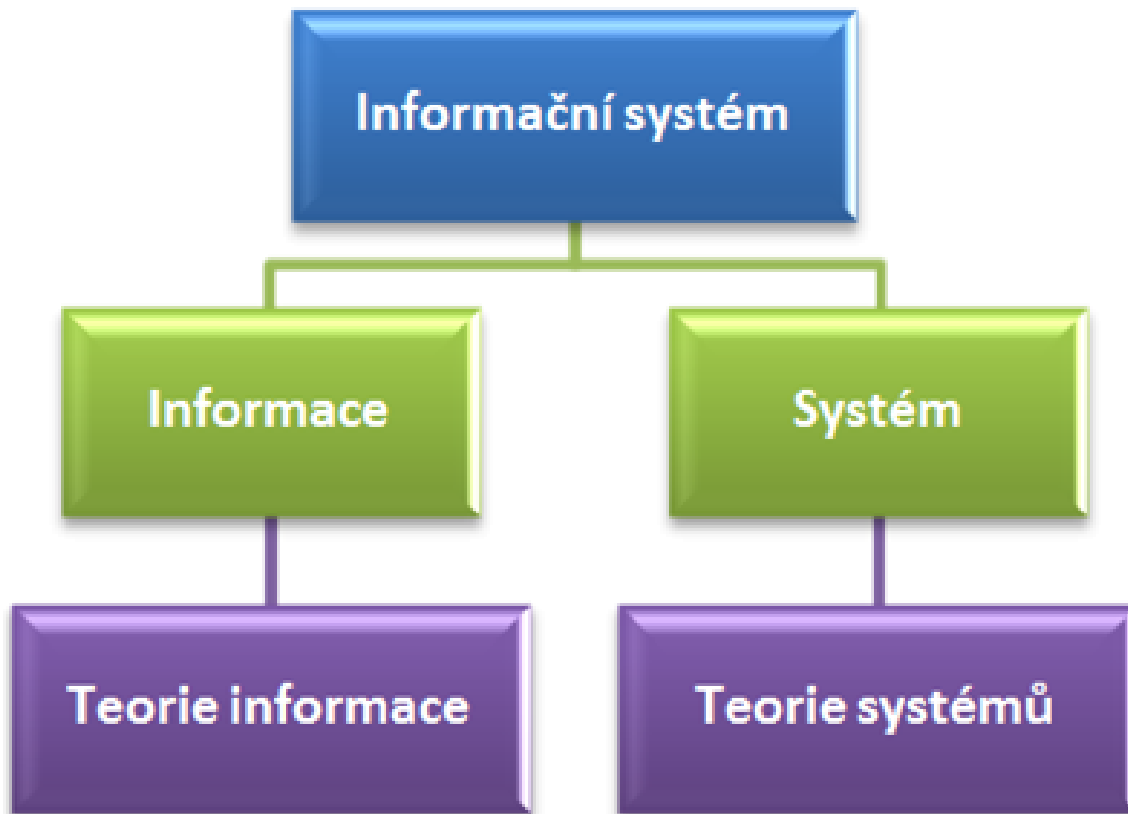 Informační systém
Informace
Systém
Teorie informace
Teorie systémů